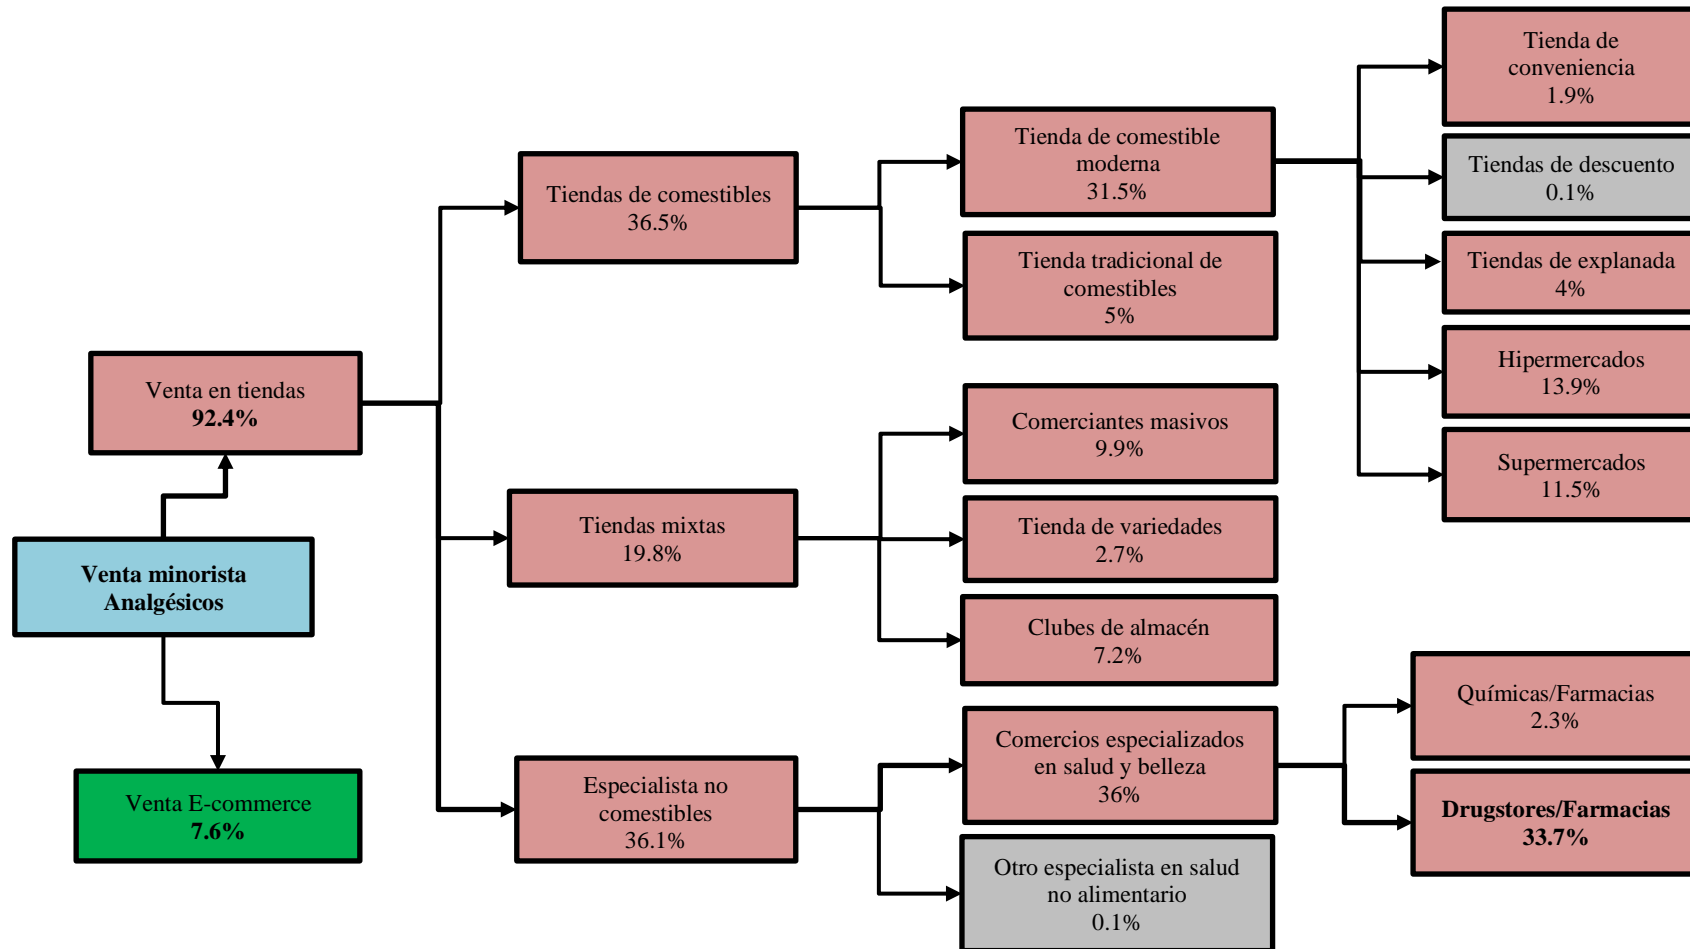 Venta minorista
Analgésicos
Venta en tiendas
92.4%
Venta E-commerce
7.6%
Tiendas de comestibles
36.5%
Tiendas mixtas
19.8%
Especialista no
comestibles
36.1%
Tienda de comestible
moderna
31.5%
Tienda tradicional de
comestibles
5%
Comerciantes masivos
9.9%
Tienda de variedades
2.7%
Clubes de almacén
7.2%
Comercios especializados
en salud y belleza
36%
Otro especialista en salud
no alimentario
0.1%
Tienda de
conveniencia
1.9%
Tiendas de descuento
0.1%
Tiendas de explanada
4%
Hipermercados
13.9%
Supermercados
11.5%
Químicas/Farmacias
2.3%
Drugstores/Farmacias
33.7%